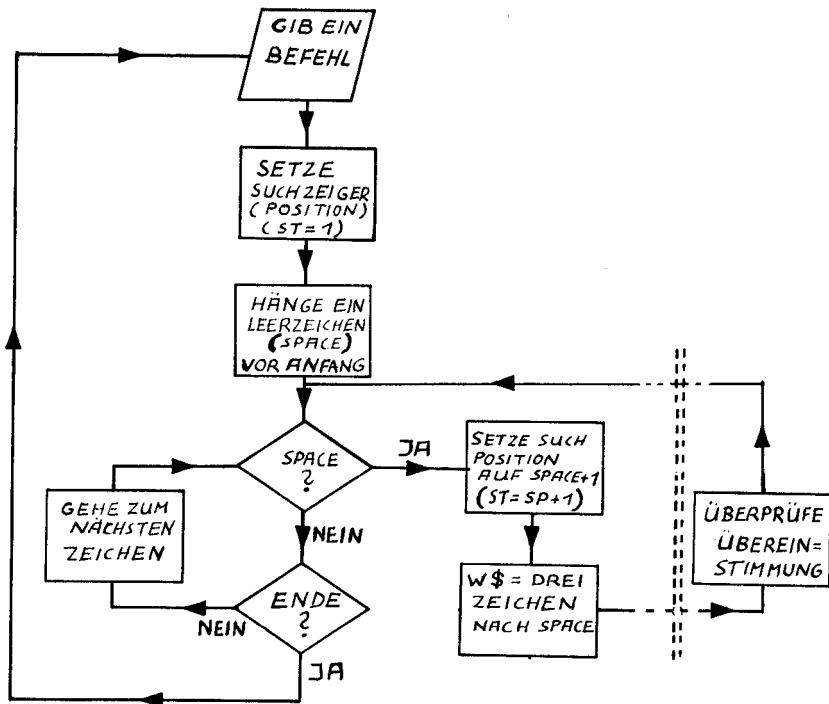 GIB EIN
BEFEHL
SETZE
SUCHZEIGER
(POSITION)
(ST=1)
HÄNGE EIN
LEERZEICHEN
(SPACE)
VOR ANFANG
SPACE
?
JA
NEIN
SETZE SUCH
POSITION
AUF SPACE+1
(ST=SP+1)
GEHE ZUM
NÄCHSTEN
ZEICHEN
ÜBERPRÜFE
ÜBEREIN=
STIMMUNG
W$=DREI
ZEICHEN
NACH SPACE
ENDE
?
NEIN
JA